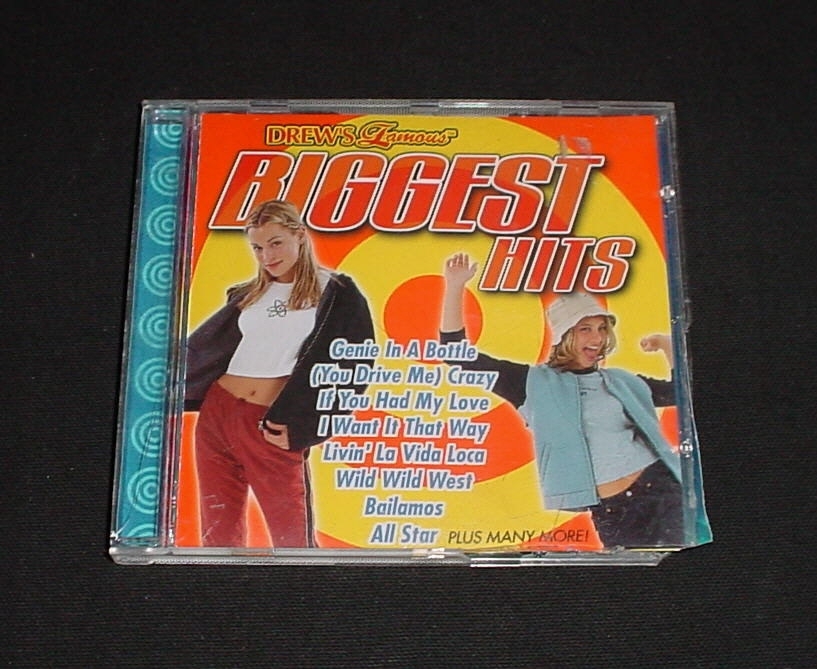 DREW'S Famous™
BIGGEST
HITS
Genie In A Bottle
(You Drive Me) Crazy
If You Had My Love
I Want It That Way
Livin' La Vida Loca
Wild Wild West
Bailamos
All Star PLUS MANY MORE!